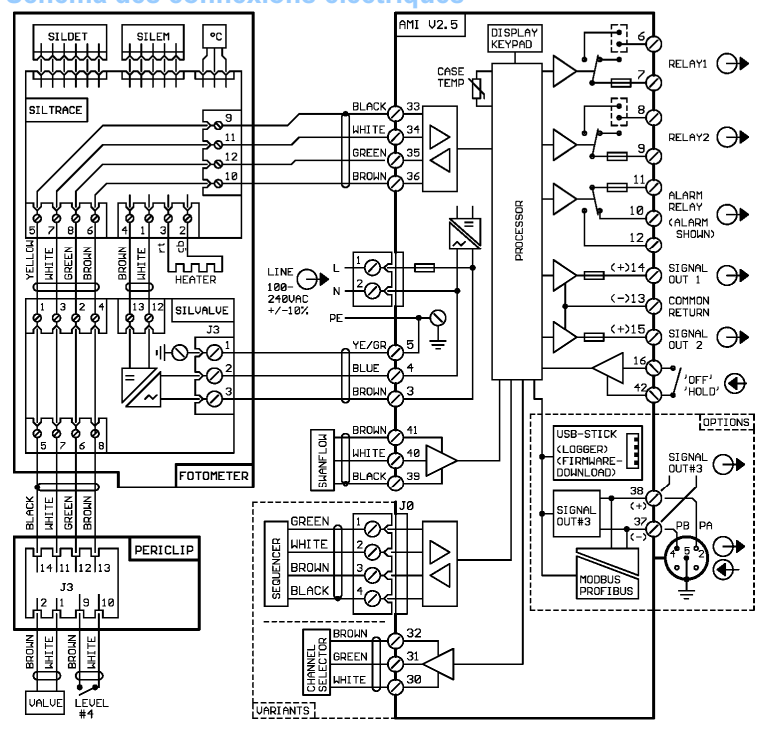 Schéma des connexions électriques
SILDET
SILEM
°C
SILTRACE
9
11
12
10
5 7 8 6
4 1 3 2
YELLOW
WHITE
GREEN
BROWN
BROWN
WHITE
rt
cb
HEATER
SILVALVE
1 3 2 4
13 12
J3
1
2
3
5 7 6 8
FOTOMETER
BLACK
WHITE
GREEN
BROWN
PERICLIP
14 11 12 13
J3
2 1 9 10
BROWN
WHITE
BROWN
WHITE
VALVE
LEVEL
#4
AMI V2.5
DISPLAY
KEYPAD
CASE
TEMP
PROCESSOR
BLACK 33
WHITE 34
GREEN 35
BROWN 36
LINE
100-
240VAC
+/-10%
L 1
N 2
PE
YE/GR 5
BLUE 4
BROWN 3
SWANFLOW
BROWN 41
WHITE 40
BLACK 39
J0
SEQUENCER
GREEN 1
WHITE 2
BROWN 3
BLACK 4
CHANNEL
SELECTOR
BROWN 32
GREEN 31
WHITE 30
VARIANTS
6
RELAY1
7
8
RELAY2
9
11
ALARM
RELAY
10
(ALARM
SHOWN)
12
(+)14
SIGNAL
OUT 1
(-)13
COMMON
RETURN
(+)15
SIGNAL
OUT 2
16
'OFF'
'HOLD'
42
OPTIONS
USB-STICK
(LOGGER)
(FIRMWARE-
DOWNLOAD)
SIGNAL
OUT#3
38
(+)
SIGNAL
OUT#3
37
(-)
PB PA
4 5 2
MODBUS
PROFIBUS